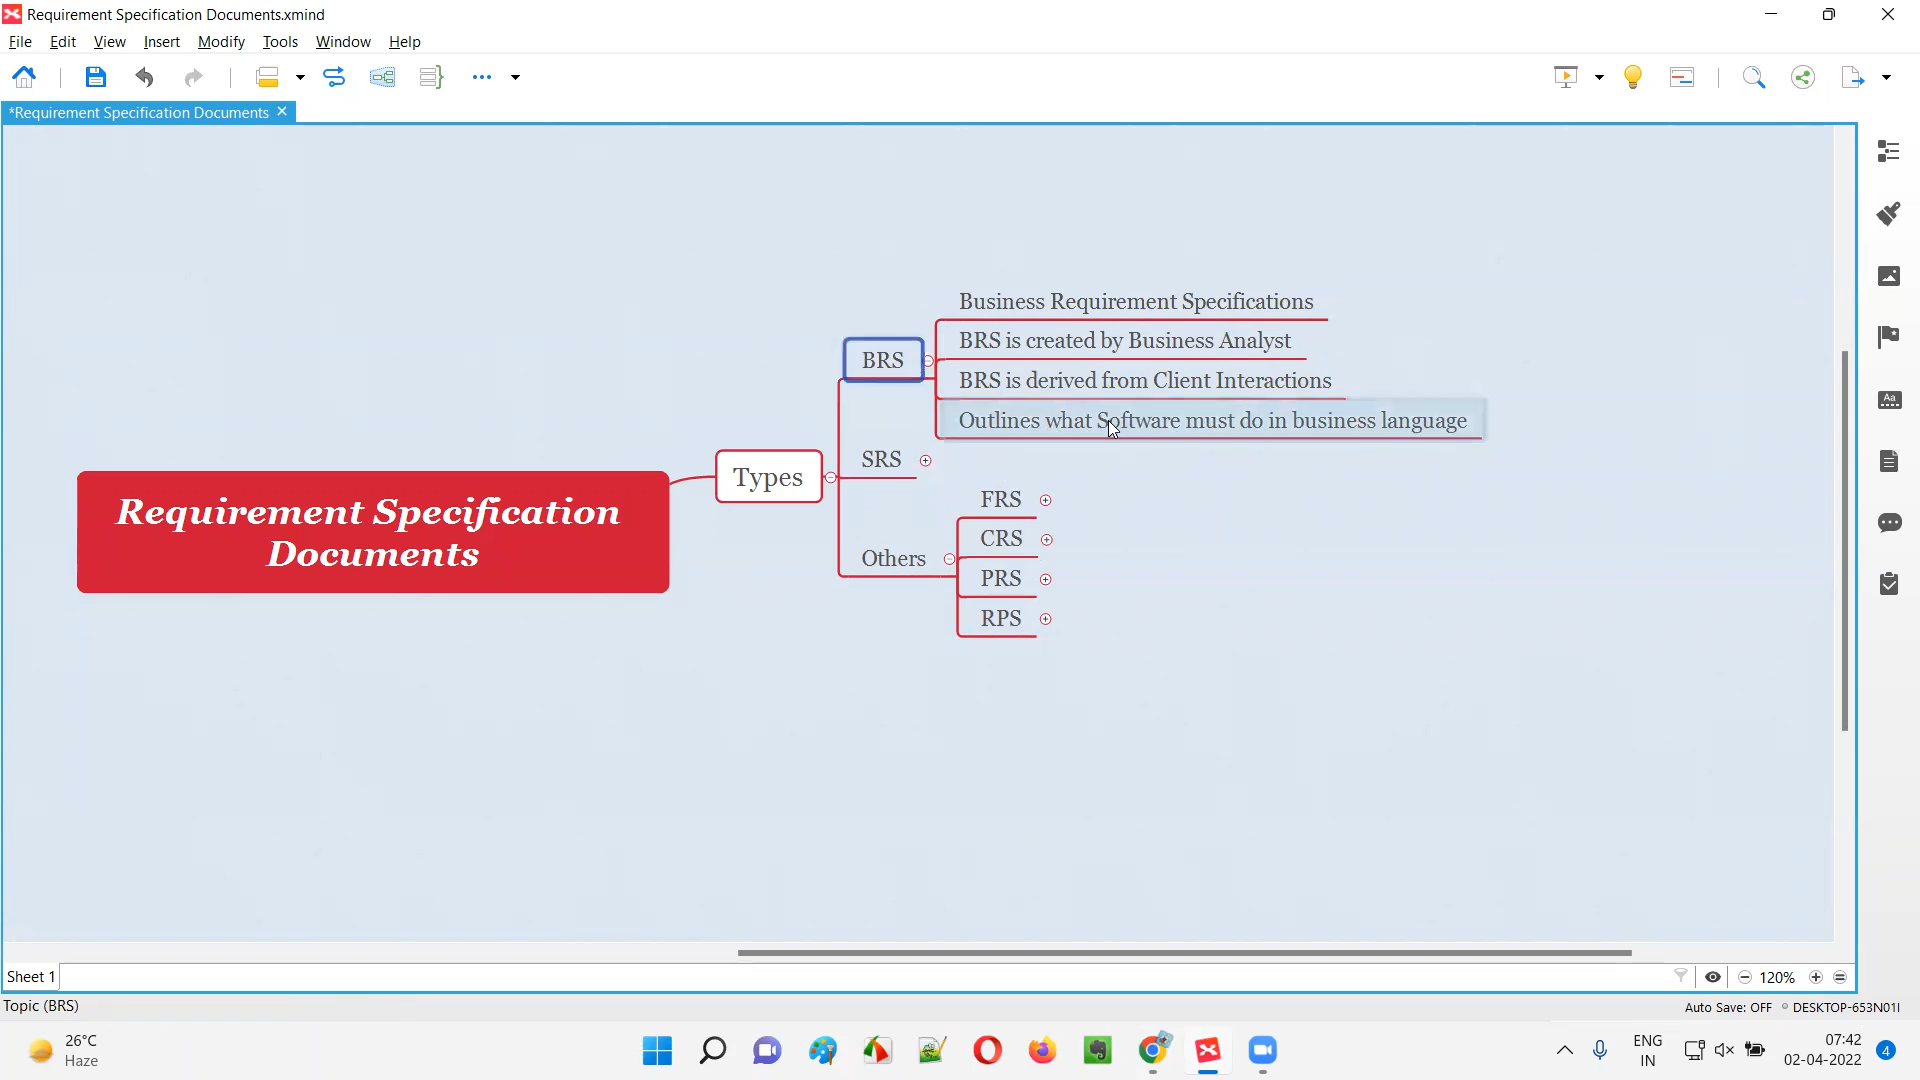 Requirement Specification Documents.xmind
File Edit View Insert Modify Tools Window Help
*Requirement Specification Documents
Business Requirement Specifications
BRS is created by Business Analyst
BRS
BRS is derived from Client Interactions
Outlines what Software must do in business language
SRS
Types
FRS
Requirement Specification
Documents
CRS
Others
PRS
RPS
Aa
Sheet 1
120%
Topic (BRS)
Auto Save: OFF DESKTOP-653N01I
26°C
Haze
ENG
IN
07:42
02-04-2022
4